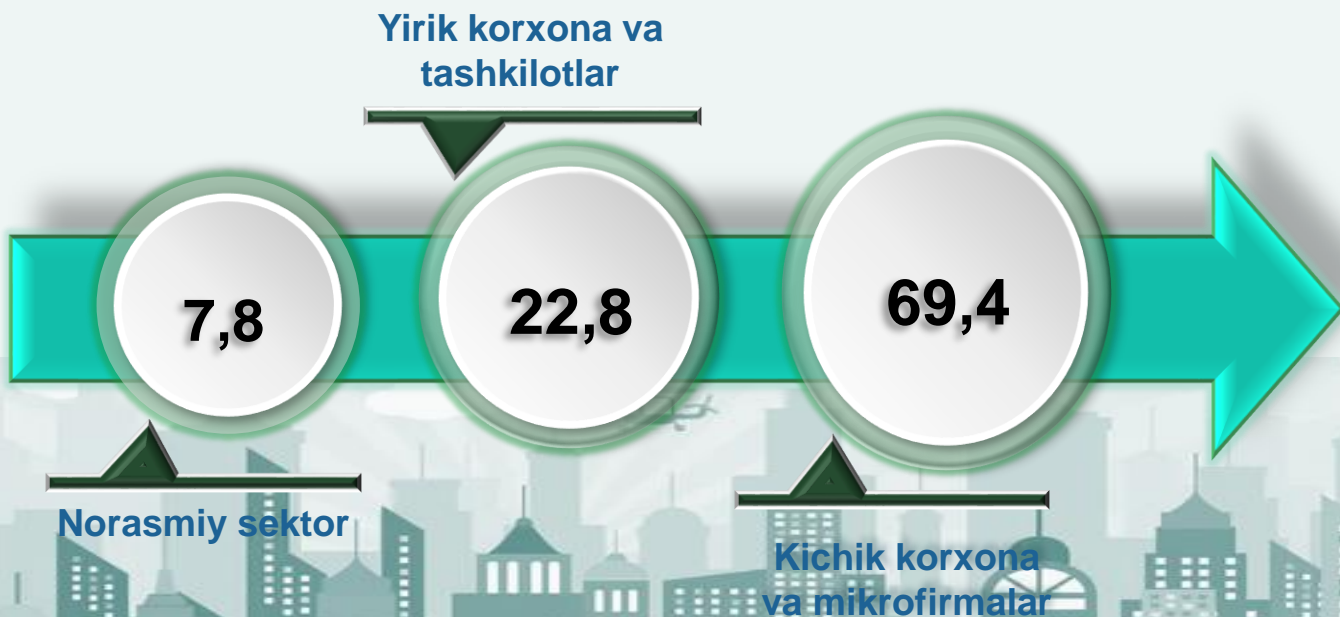 Yirik korxona va
tashkilotlar
7,8
22,8
69,4
Norasmiy sektor
Kichik korxona
va mikrofirmalar